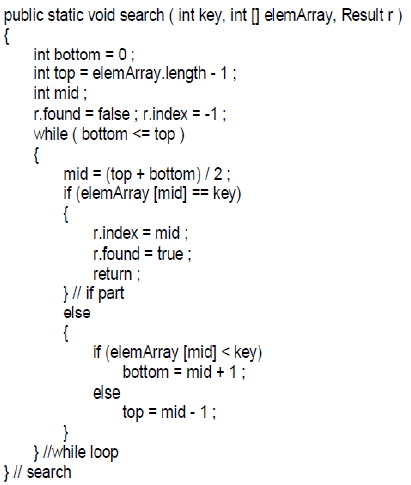 public static void search ( int key, int [] elemArray, Result r )
{
int bottom = 0 ;
int top = elemArray.length - 1 ;
int mid ;
r.found = false ; r.index = -1 ;
while ( bottom <= top )
{
mid = (top + bottom) / 2 ;
if (elemArray [mid] == key)
{
r.index = mid ;
r.found = true ;
return ;
} // if part
else
{
if (elemArray [mid] < key)
bottom = mid + 1 ;
else
top = mid - 1 ;
}
} //while loop
} // search